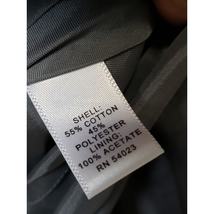 SHELL:
55% COTTON
45%
POLYESTER
LINING:
100% ACETATE
RN 54023